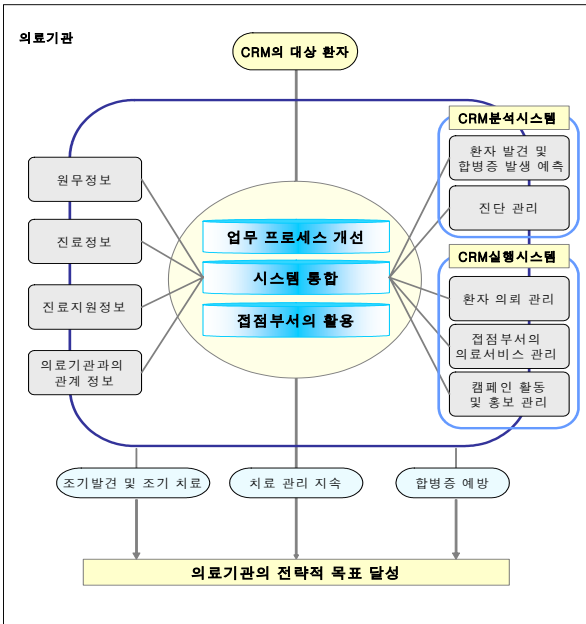 의료기관
CRM의 대상 환자
원무정보
진료정보
진료지원정보
의료기관과의
관계 정보
업무 프로세스 개선
시스템 통합
접점부서의 활용
CRM분석시스템
환자 발견 및
합병증 발생 예측
진단 관리
CRM실행시스템
환자 의뢰 관리
접점부서의
의료서비스 관리
캠페인 활동
및 홍보 관리
조기발견 및 조기 치료
치료 관리 지속
합병증 예방
의료기관의 전략적 목표 달성